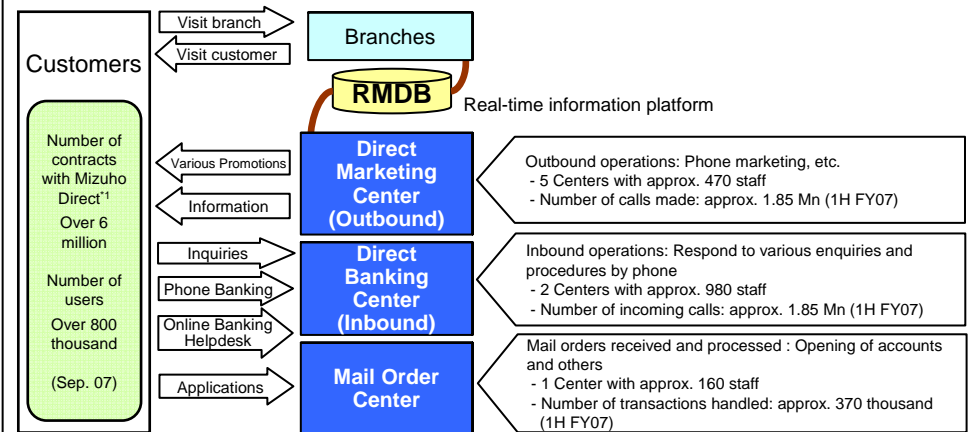 Customers
Number of
contracts
with Mizuho
Direct*1
Over 6
million
Number of
users
Over 800
thousand
(Sep. 07)
Visit branch
Visit customer
Branches
RMDB
Real-time information platform
Various Promotions
Information
Direct
Marketing
Center
(Outbound)
Outbound operations: Phone marketing, etc.
- 5 Centers with approx. 470 staff
- Number of calls made: approx. 1.85 Mn (1H FY07)
Inquiries
Phone Banking
Online Banking
Helpdesk
Direct
Banking
Center
(Inbound)
Inbound operations: Respond to various enquiries and
procedures by phone
- 2 Centers with approx. 980 staff
- Number of incoming calls: approx. 1.85 Mn (1H FY07)
Applications
Mail Order
Center
Mail orders received and processed : Opening of accounts
and others
- 1 Center with approx. 160 staff
- Number of transactions handled: approx. 370 thousand
(1H FY07)